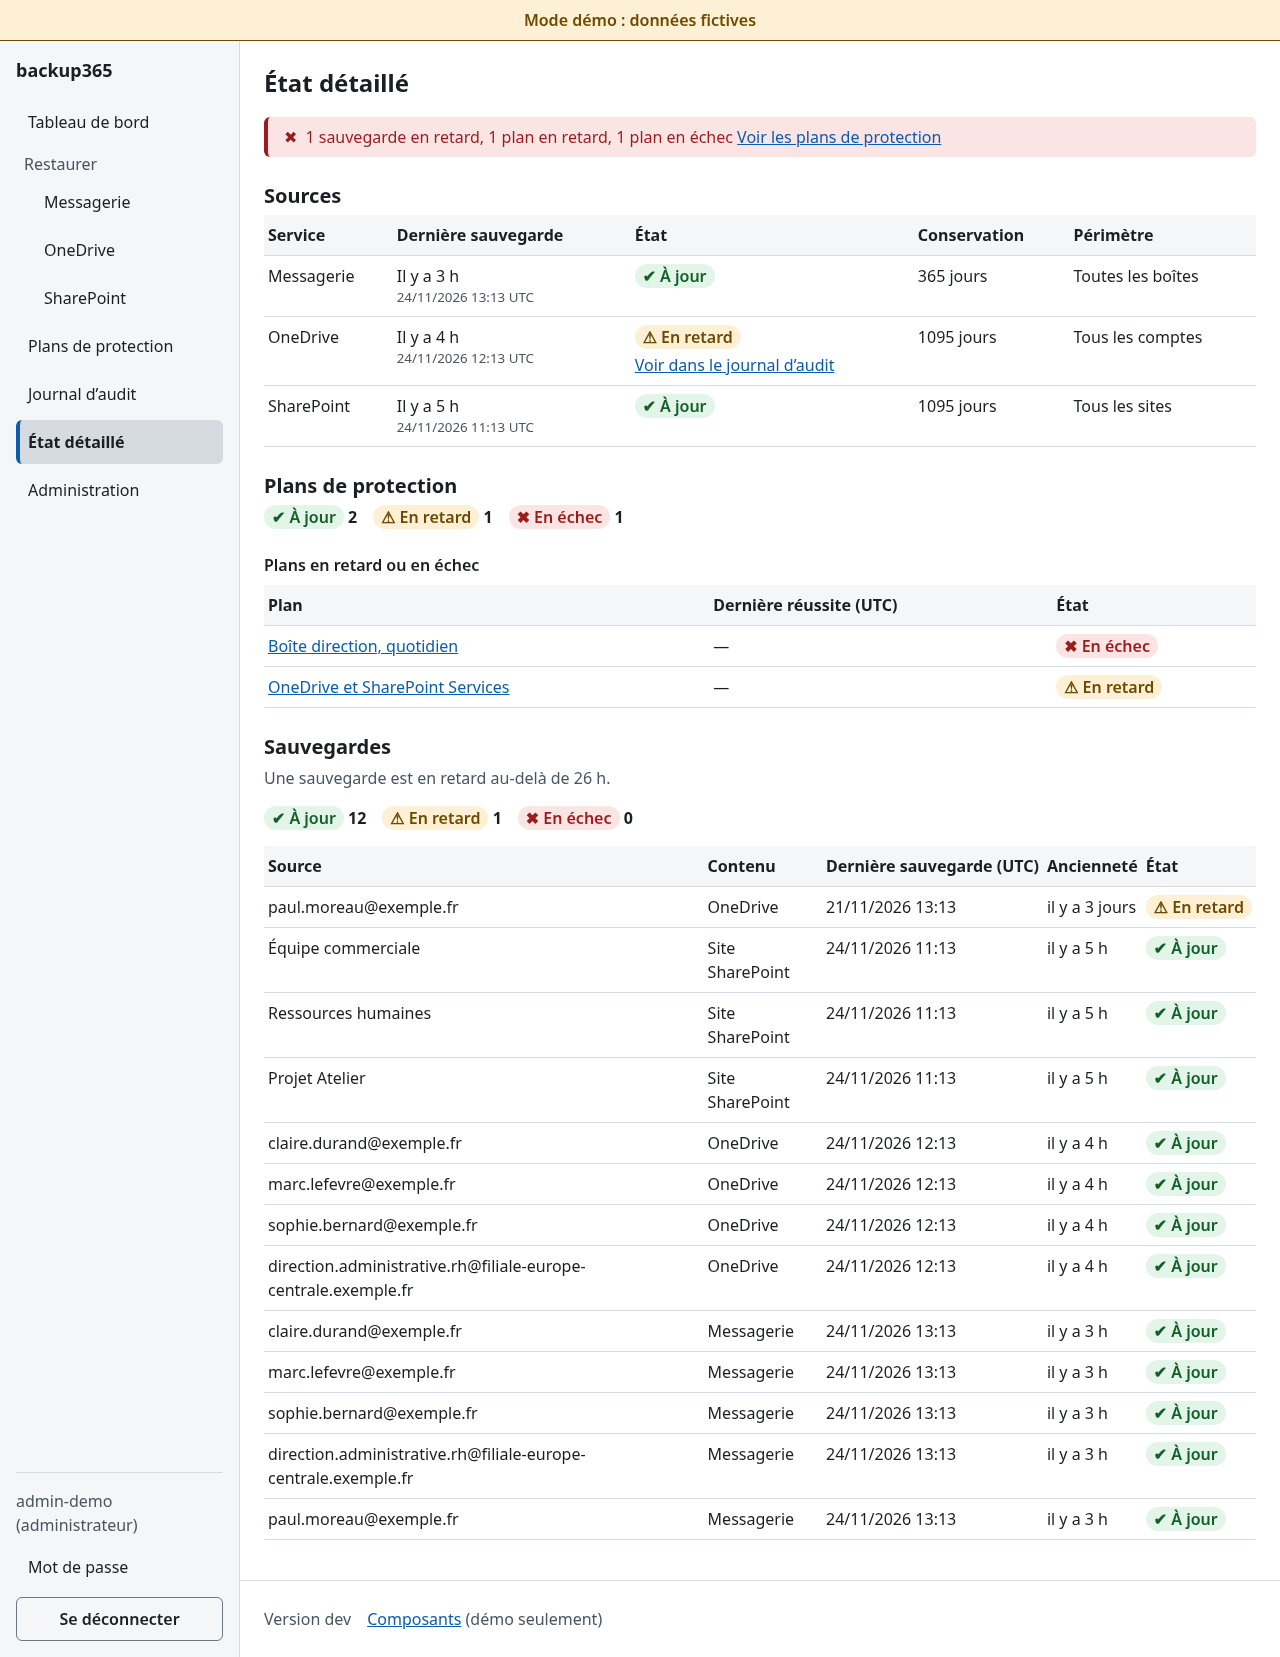 Mode démo : données fictives
backup365
Tableau de bord
Restaurer
Messagerie
OneDrive
SharePoint
Plans de protection
Journal d’audit
État détaillé
Administration
admin-demo
(administrateur)
Mot de passe
Se déconnecter
État détaillé
✖ 1 sauvegarde en retard, 1 plan en retard, 1 plan en échec Voir les plans de protection
Sources
Service Dernière sauvegarde État Conservation Périmètre
Messagerie Il y a 3 h ✔ À jour 365 jours Toutes les boîtes
24/11/2026 13:13 UTC
OneDrive Il y a 4 h ⚠ En retard 1095 jours Tous les comptes
24/11/2026 12:13 UTC
Voir dans le journal d’audit
SharePoint Il y a 5 h ✔ À jour 1095 jours Tous les sites
24/11/2026 11:13 UTC
Plans de protection
✔ À jour 2 ⚠ En retard 1 ✖ En échec 1
Plans en retard ou en échec
Plan Dernière réussite (UTC) État
Boîte direction, quotidien — ✖ En échec
OneDrive et SharePoint Services — ⚠ En retard
Sauvegardes
Une sauvegarde est en retard au-delà de 26 h.
✔ À jour 12 ⚠ En retard 1 ✖ En échec 0
Source Contenu Dernière sauvegarde (UTC) Ancienneté État
paul.moreau@exemple.fr OneDrive 21/11/2026 13:13 il y a 3 jours ⚠ En retard
Équipe commerciale Site 24/11/2026 11:13 il y a 5 h ✔ À jour
SharePoint
Ressources humaines Site 24/11/2026 11:13 il y a 5 h ✔ À jour
SharePoint
Projet Atelier Site 24/11/2026 11:13 il y a 5 h ✔ À jour
SharePoint
claire.durand@exemple.fr OneDrive 24/11/2026 12:13 il y a 4 h ✔ À jour
marc.lefevre@exemple.fr OneDrive 24/11/2026 12:13 il y a 4 h ✔ À jour
sophie.bernard@exemple.fr OneDrive 24/11/2026 12:13 il y a 4 h ✔ À jour
direction.administrative.rh@filiale-europe- OneDrive 24/11/2026 12:13 il y a 4 h ✔ À jour
centrale.exemple.fr
claire.durand@exemple.fr Messagerie 24/11/2026 13:13 il y a 3 h ✔ À jour
marc.lefevre@exemple.fr Messagerie 24/11/2026 13:13 il y a 3 h ✔ À jour
sophie.bernard@exemple.fr Messagerie 24/11/2026 13:13 il y a 3 h ✔ À jour
direction.administrative.rh@filiale-europe- Messagerie 24/11/2026 13:13 il y a 3 h ✔ À jour
centrale.exemple.fr
paul.moreau@exemple.fr Messagerie 24/11/2026 13:13 il y a 3 h ✔ À jour
Version dev Composants (démo seulement)